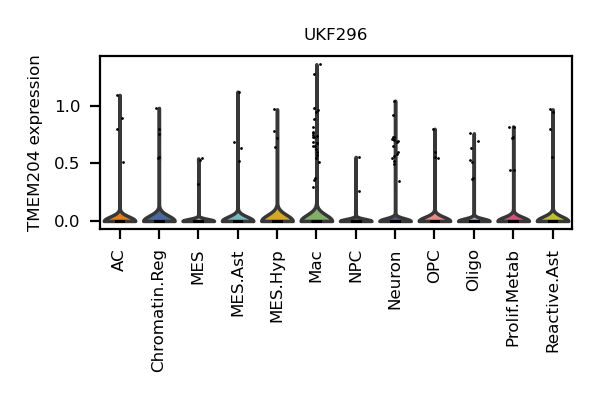 UKF296
TMEM204 expression
1.0
0.5
0.0
AC
Chromatin.Reg
MES
MES.Ast
MES.Hyp
Mac
NPC
Neuron
OPC
Oligo
Prolif.Metab
Reactive.Ast